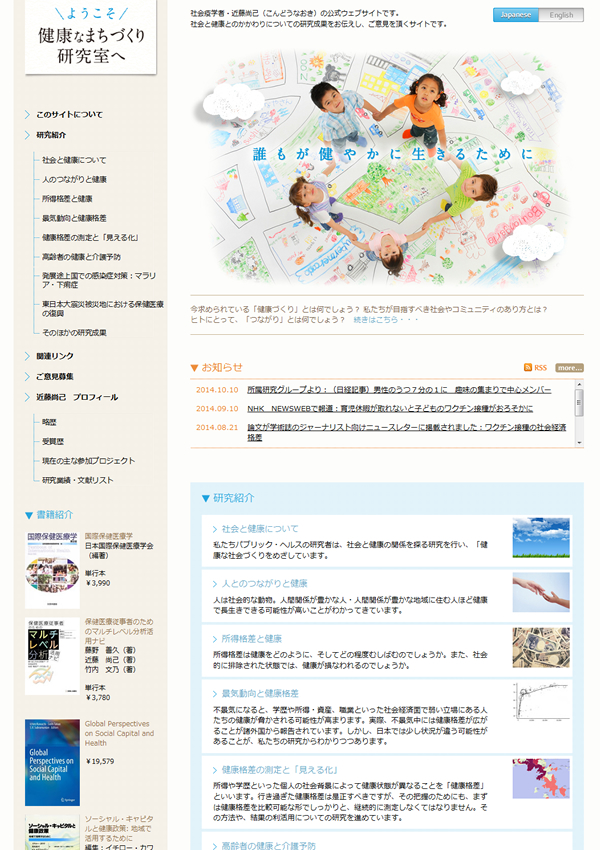 ようこそ
健康なまちづくり
研究室へ
このサイトについて
研究紹介
社会と健康について
人のつながりと健康
所得格差と健康
景気動向と健康格差
健康格差の測定と「見える化」
高齢者の健康と介護予防
発展途上国での感染症対策：マラリ
ア・下痢症
東日本大震災被災地における健康医療
の復興
そのほかの研究成果
関連リンク
ご意見募集
近藤尚己 プロフィール
略歴
受賞歴
現在の主な参加プロジェクト
研究業績・文献リスト
書籍紹介
国際保健医療学
国際保健医療学
日本国際保健医療学会
（編著）
単行本
￥3,990
保健医療従事者のための
マルチ
レベル
分析
保健医療従事者のため
のマルチレベル分析活
用ナビ
藤野 善久（著）
近藤 尚己（著）
竹内 文乃（著）
単行本
￥3,780
Global
Perspectives
on Social
Capital and
Health
Springer
Global Perspectives
on Social Capital and
Health
￥19,579
ソーシャル・キャピタルと
健康政策
ソーシャル・キャピタ
ルと健康政策：地域で
活用するために
編集：イチロー・カワ
社会疫学者・近藤尚己（こんどうなおき）の公式ウェブサイトです。
社会と健康とのかかわりについての研究成果をお伝えし、ご意見を頂くサイトです。
Japanese
English
誰もが健やかに生きるために
今求められている「健康づくり」とは何でしょう？ 私たちが目指すべき社会やコミュニティのあり方とは？
ヒトにとって、「つながり」とは何でしょう？ 続きはこちら・・・
お知らせ
RSS
more...
2014.10.10 所属研究グループより：（日経記事）男性のうつ７分の１に 趣味の集まりで中心メンバー
2014.09.10 NHK NEWSWEBで報道：育児休暇が取れないと子どものワクチン接種がおろそかに
2014.08.21 論文が学術誌のジャーナリスト向けニュースレターに掲載されました：ワクチン接種の社会経済
格差
研究紹介
社会と健康について
私たちパブリック・ヘルスの研究者は、社会と健康の関係を探る研究を行い、「健
康な社会づくりをめざしています。
人とのつながりと健康
人は社会的な動物。人間関係が豊かな人・人間関係が豊かな地域に住む人ほど健康
で長生きできる可能性が高いことがわかってきています。
所得格差と健康
所得格差は健康をどのように、そしてどの程度むしばむのでしょうか。また、社会
的に排除された状態では、健康が損なわれるのでしょうか。
景気動向と健康格差
不景気になると、学歴や所得・資産、職業といった社会経済面で弱い立場にある人
たちの健康が脅かされる可能性が高まります。実際、不景気中には健康格差が広が
ることが諸外国から報告されています。しかし、日本では少し状況が違う可能性が
あることが、私たちの研究からわかりつつあります。
健康格差の測定と「見える化」
所得や学歴といった個人の社会背景によって健康状態が異なることを「健康格差」
といいます。行き過ぎた健康格差は是正すべきですが、その把握のためにも、まず
は健康格差を比較可能な形でしっかりと、継続的に測定しなくてはなりません。そ
の方法や、結果の利活用についての研究を進めています。
高齢者の健康と介護予防